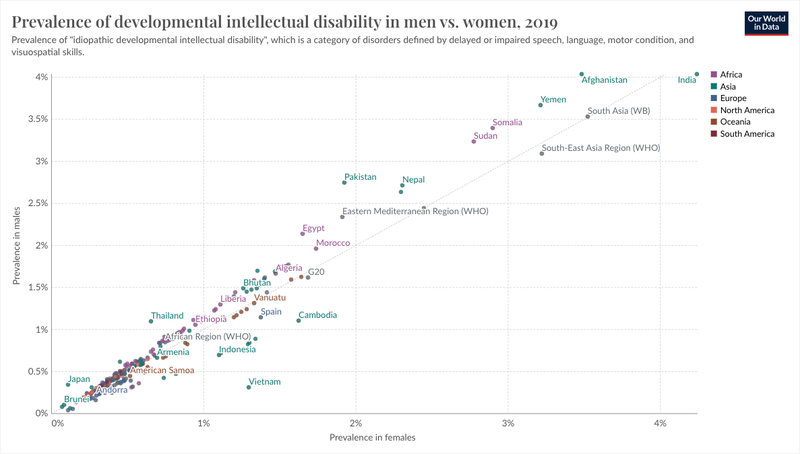 Prevalence of developmental intellectual disability in men vs. women, 2019
Our World
in Data
Prevalence of "idiopathic developmental intellectual disability", which is a category of disorders defined by delayed or impaired speech, language, motor condition, and
visuospatial skills.
4%
3.5%
3%
2.5%
2%
1.5%
1%
0.5%
0%
Prevalence in males
Afghanistan
India
Yemen
South Asia (WB)
Somalia
Sudan
South-East Asia Region (WHO)
Pakistan
Nepal
Eastern Mediterranean Region (WHO)
Egypt
Morocco
Algeria
G20
Bhutan
Liberia
Vanuatu
Thailand
Ethiopia
Spain
Cambodia
African Region (WHO)
Armenia
Indonesia
American Samoa
Japan
Andorra
Vietnam
Brunei
0%
1%
2%
3%
4%
Prevalence in females
Africa
Asia
Europe
North America
Oceania
South America